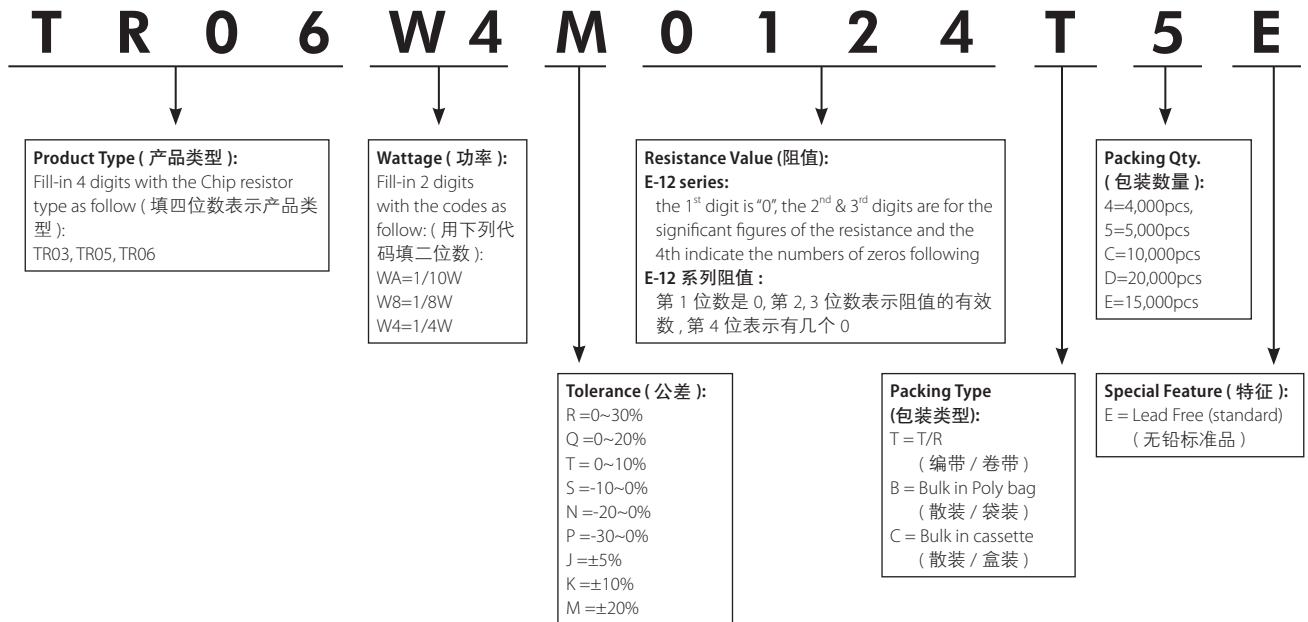 T R 0 6 W 4 M 0 1 2 4 T 5 E
Product Type ( 产品类型 ):
Fill-in 4 digits with the Chip resistor
type as follow ( 填四位数表示产品类
型 ):
TR03, TR05, TR06
Wattage ( 功率 ):
Fill-in 2 digits
with the codes as
follow: ( 用下列代
码填二位数 ):
WA=1/10W
W8=1/8W
W4=1/4W
Resistance Value (阻值):
E-12 series:
the 1st digit is “0”, the 2nd & 3rd digits are for the
significant figures of the resistance and the
4th indicate the numbers of zeros following
E-12 系列阻值 :
第 1 位数是 0, 第 2, 3 位数表示阻值的有效
数 , 第 4 位表示有几个 0
Packing Qty.
( 包装数量 ):
4=4,000pcs,
5=5,000pcs
C=10,000pcs
D=20,000pcs
E=15,000pcs
Tolerance ( 公差 ):
R =0~30%
Q =0~20%
T = 0~10%
S =-10~0%
N =-20~0%
P =-30~0%
J =±5%
K =±10%
M =±20%
Packing Type
(包装类型):
T = T/R
( 编带 / 卷带 )
B = Bulk in Poly bag
( 散装 / 袋装 )
C = Bulk in cassette
( 散装 / 盒装 )
Special Feature ( 特征 ):
E = Lead Free (standard)
( 无铅标准品 )